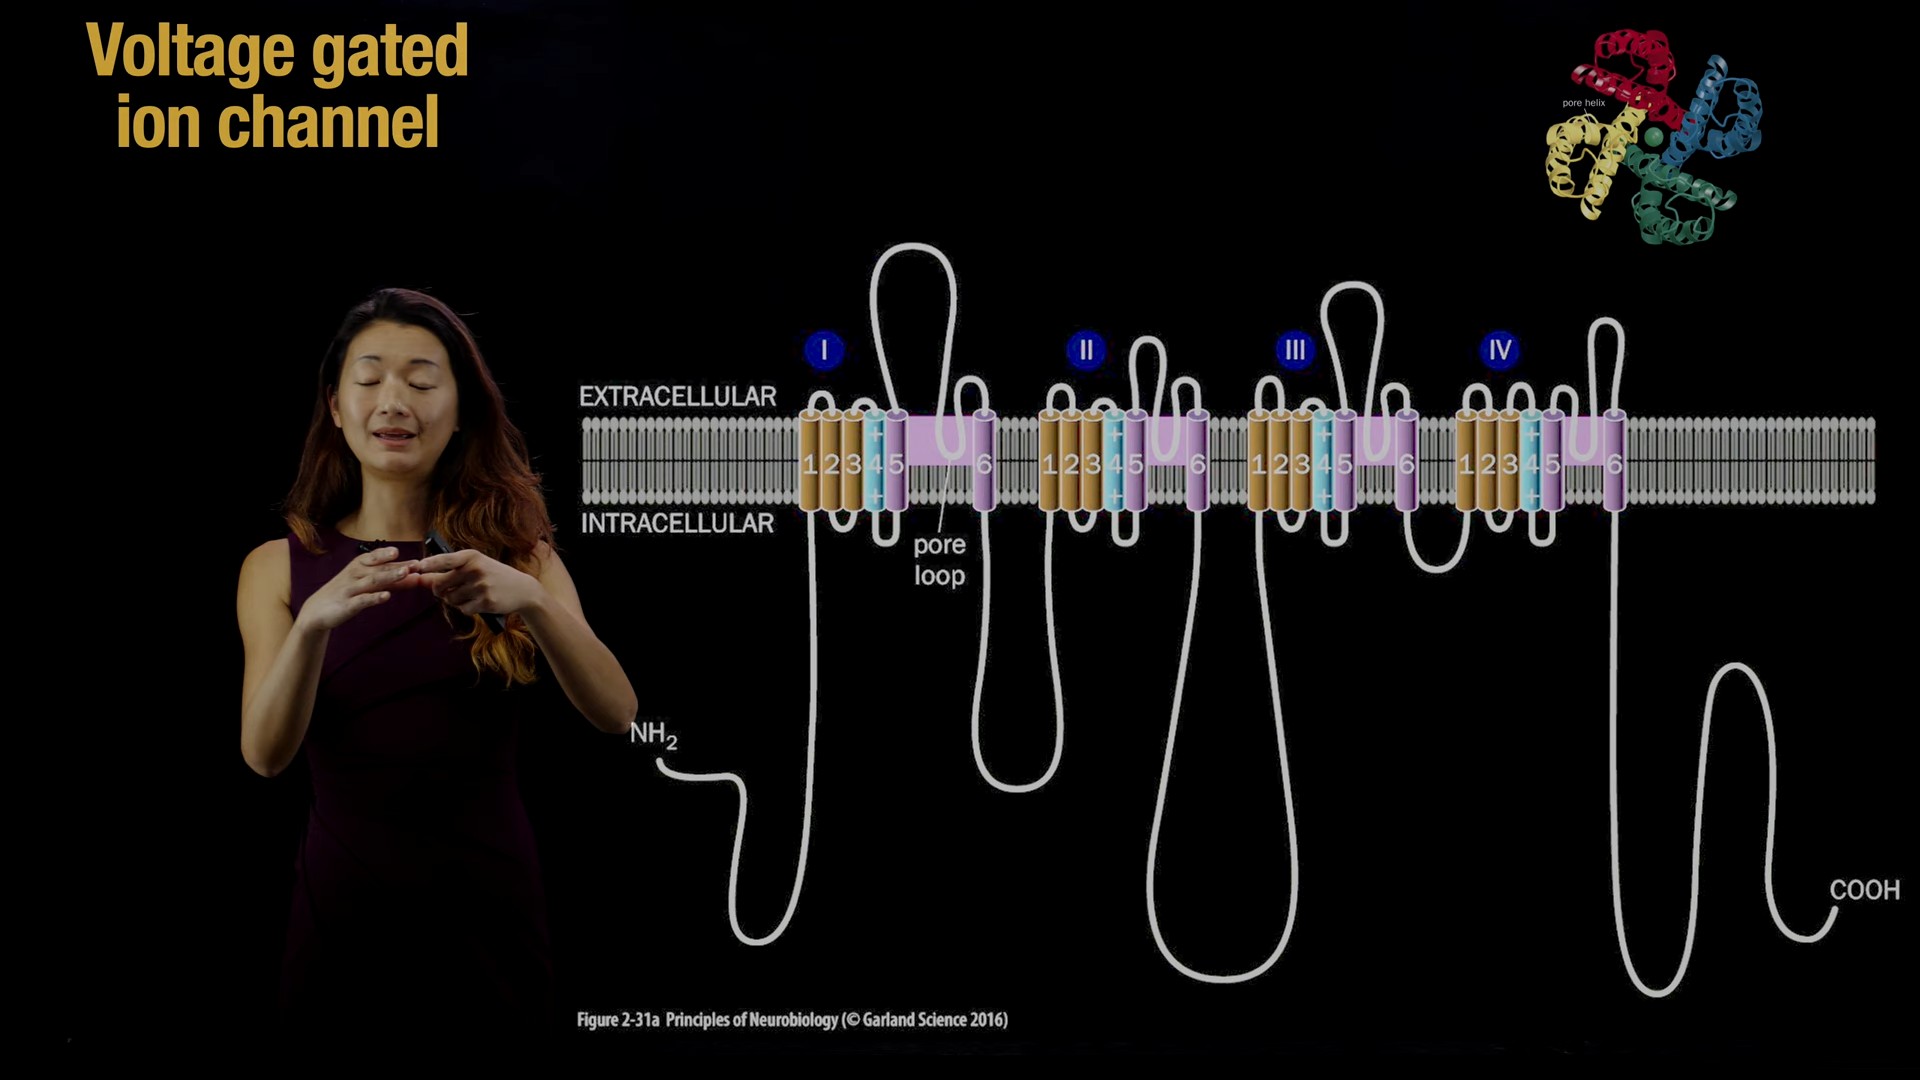 Voltage gated
ion channel
pore helix
I
II
III
IV
EXTRACELLULAR
+ + + +
1 2 3 4 5 6 1 2 3 4 5 6 1 2 3 4 5 6 1 2 3 4 5 6
+ + + +
INTRACELLULAR
pore
loop
NH2
COOH
Figure 2-31a Principles of Neurobiology (© Garland Science 2016)